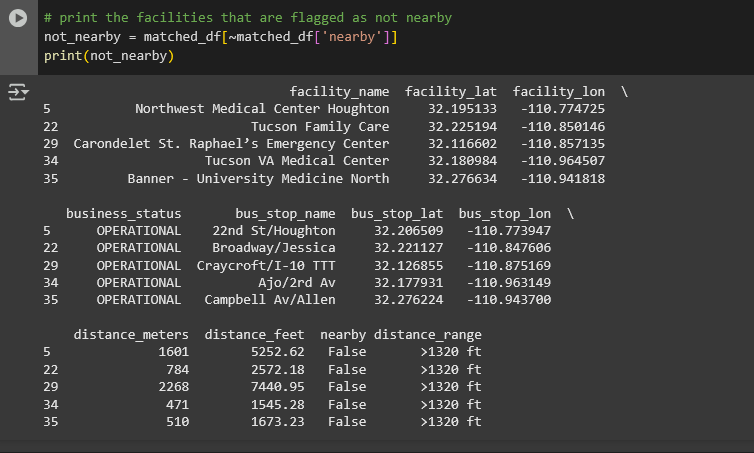 # print the facilities that are flagged as not nearby
not_nearby = matched_df[~matched_df['nearby']]
print(not_nearby)
facility_name facility_lat facility_lon \
5 Northwest Medical Center Houghton 32.195133 -110.774725
22 Tucson Family Care 32.225194 -110.850146
29 Carondelet St. Raphael’s Emergency Center 32.116602 -110.857135
34 Tucson VA Medical Center 32.180984 -110.964507
35 Banner - University Medicine North 32.276634 -110.941818
business_status bus_stop_name bus_stop_lat bus_stop_lon \
5 OPERATIONAL 22nd St/Houghton 32.206509 -110.773947
22 OPERATIONAL Broadway/Jessica 32.221127 -110.847606
29 OPERATIONAL Craycroft/I-10 TTT 32.126855 -110.875169
34 OPERATIONAL Ajo/2rd Av 32.177931 -110.963149
35 OPERATIONAL Campbell Av/Allen 32.276224 -110.943700
distance_meters distance_feet nearby distance_range
5 1601 5252.62 False >1320 ft
22 784 2572.18 False >1320 ft
29 2268 7440.95 False >1320 ft
34 471 1545.28 False >1320 ft
35 510 1673.23 False >1320 ft